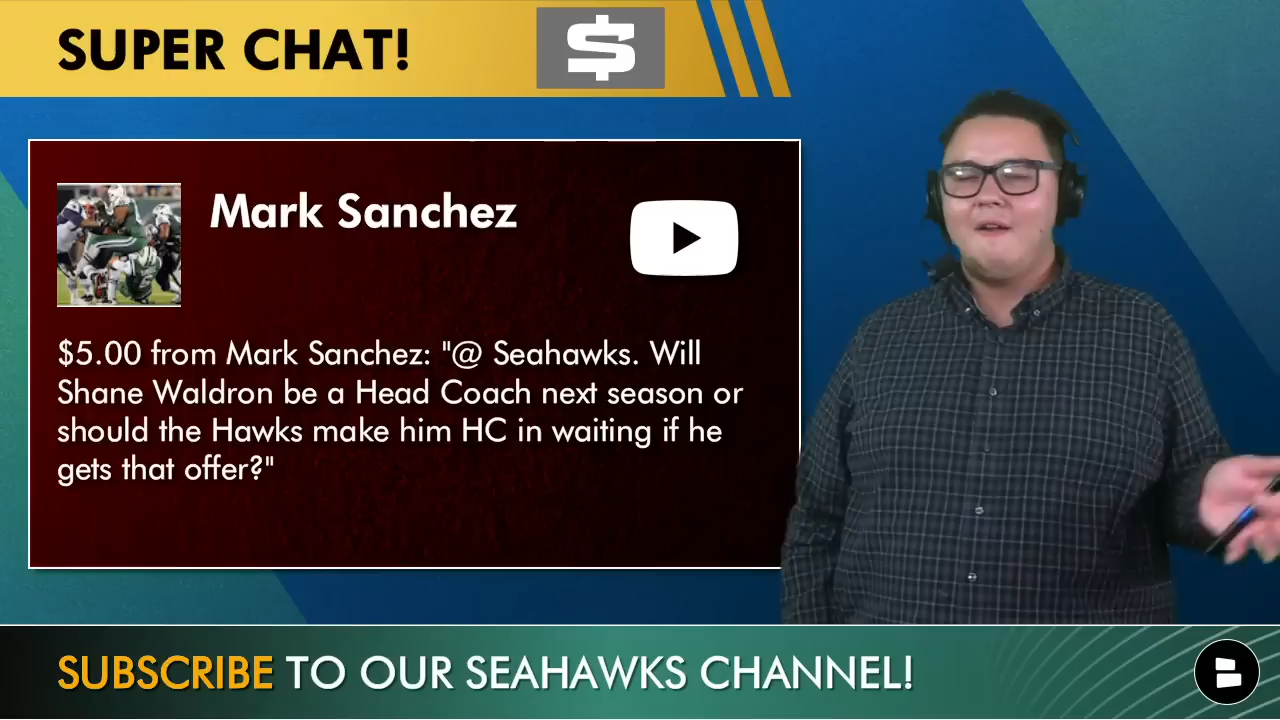 SUPER CHAT!
$
Mark Sanchez
$5.00 from Mark Sanchez: "@ Seahawks. Will
Shane Waldron be a Head Coach next season or
should the Hawks make him HC in waiting if he
gets that offer?"
SUBSCRIBE TO OUR SEAHAWKS CHANNEL!